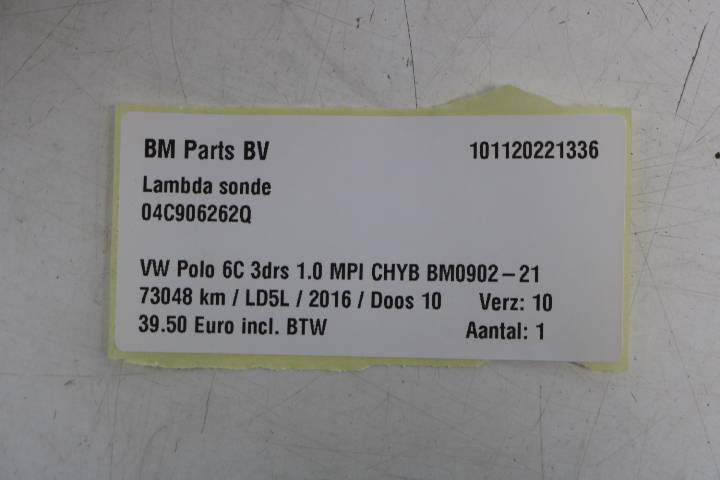 BM Parts BV 101120221336
Lambda sonde
04C906262Q
VW Polo 6C 3drs 1.0 MPI CHYB BM0902-21
73048 km / LD5L / 2016 / Doos 10 Verz: 10
39.50 Euro incl. BTW Aantal: 1